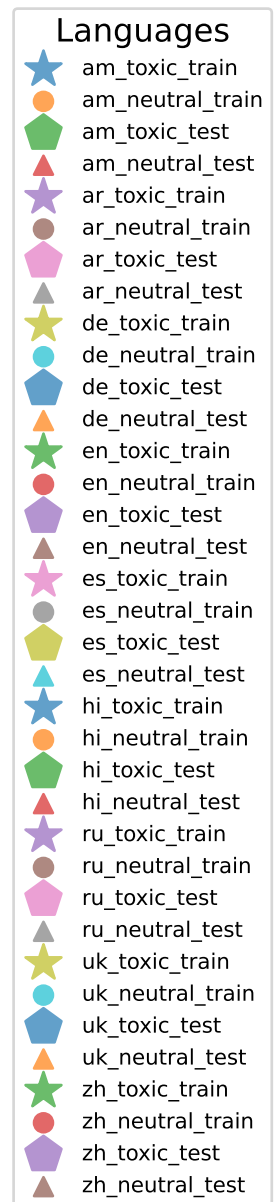 Languages
am_toxic_train
am_neutral_train
am_toxic_test
am_neutral_test
ar_toxic_train
ar_neutral_train
ar_toxic_test
ar_neutral_test
de_toxic_train
de_neutral_train
de_toxic_test
de_neutral_test
en_toxic_train
en_neutral_train
en_toxic_test
en_neutral_test
es_toxic_train
es_neutral_train
es_toxic_test
es_neutral_test
hi_toxic_train
hi_neutral_train
hi_toxic_test
hi_neutral_test
ru_toxic_train
ru_neutral_train
ru_toxic_test
ru_neutral_test
uk_toxic_train
uk_neutral_train
uk_toxic_test
uk_neutral_test
zh_toxic_train
zh_neutral_train
zh_toxic_test
zh_neutral_test